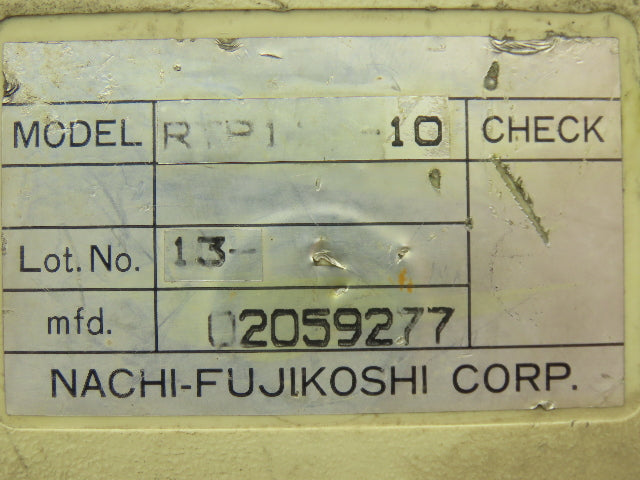 MODEL -10 CHECK
Lot. No. 13-
mfd. 02059277
NACHI-FUJIKOSHI CORP.